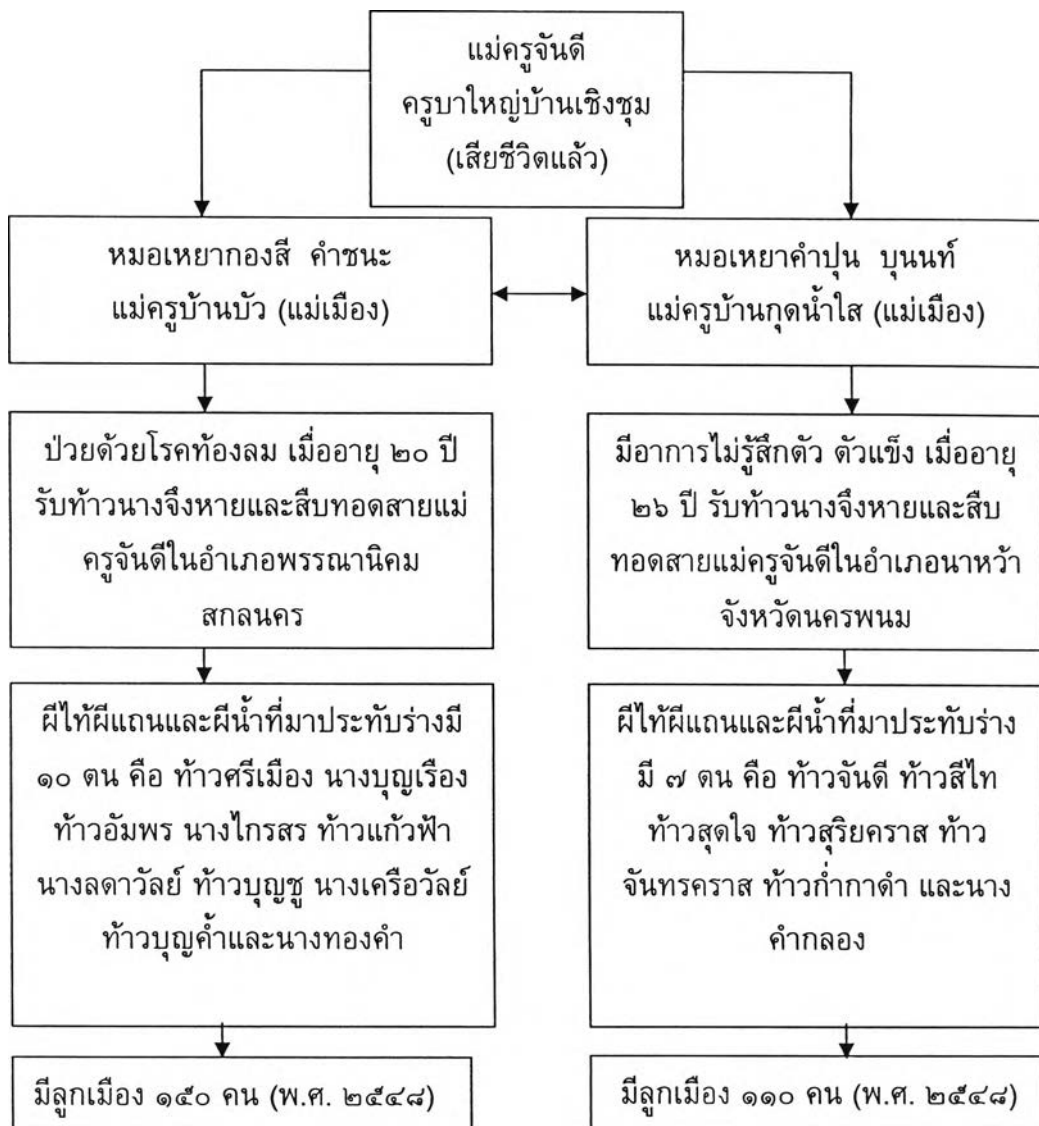 แม่ครูจันดี
ครูบาใหญ่บ้านเชิงชุม
(เสียชีวิตแล้ว)
หมอเหยากองสี คำชนะ
แม่ครูบ้านบัว (แม่เมือง)
หมอเหยาคำปุน บุนนท์
แม่ครูบ้านกุดน้ำใส (แม่เมือง)
ป่วยด้วยโรคท้องลม เมื่ออายุ ๒๐ ปี
รับท้าวนางจึงหายและสืบทอดสายแม่
ครูจันดีในอำเภอพรรณานิคม
สกลนคร
มีอาการไม่รู้สึกตัว ตัวแข็ง เมื่ออายุ
๒๖ ปี รับท้าวนางจึงหายและสืบ
ทอดสายแม่ครูจันดีในอำเภอนาหว้า
จังหวัดนครพนม
ผีไท้ผีแถนและผีน้ำที่มาประทับร่างมี
๑๐ ตน คือ ท้าวศรีเมือง นางบุญเรือง
ท้าวอัมพร นางไกรสร ท้าวแก้วฟ้า
นางลดาวัลย์ ท้าวบุญชู นางเครือวัลย์
ท้าวบุญค้ำและนางทองคำ
ผีไท้ผีแถนและผีน้ำที่มาประทับร่าง
มี ๗ ตน คือ ท้าวจันดี ท้าวสีไท
ท้าวสุดใจ ท้าวสุริยคราส ท้าว
จันทรคราส ท้าวก่ำกาดำ และนาง
คำกลอง
มีลูกเมือง ๑๕๐ คน (พ.ศ. ๒๕๔๘)
มีลูกเมือง ๑๑๐ คน (พ.ศ. ๒๕๔๘)